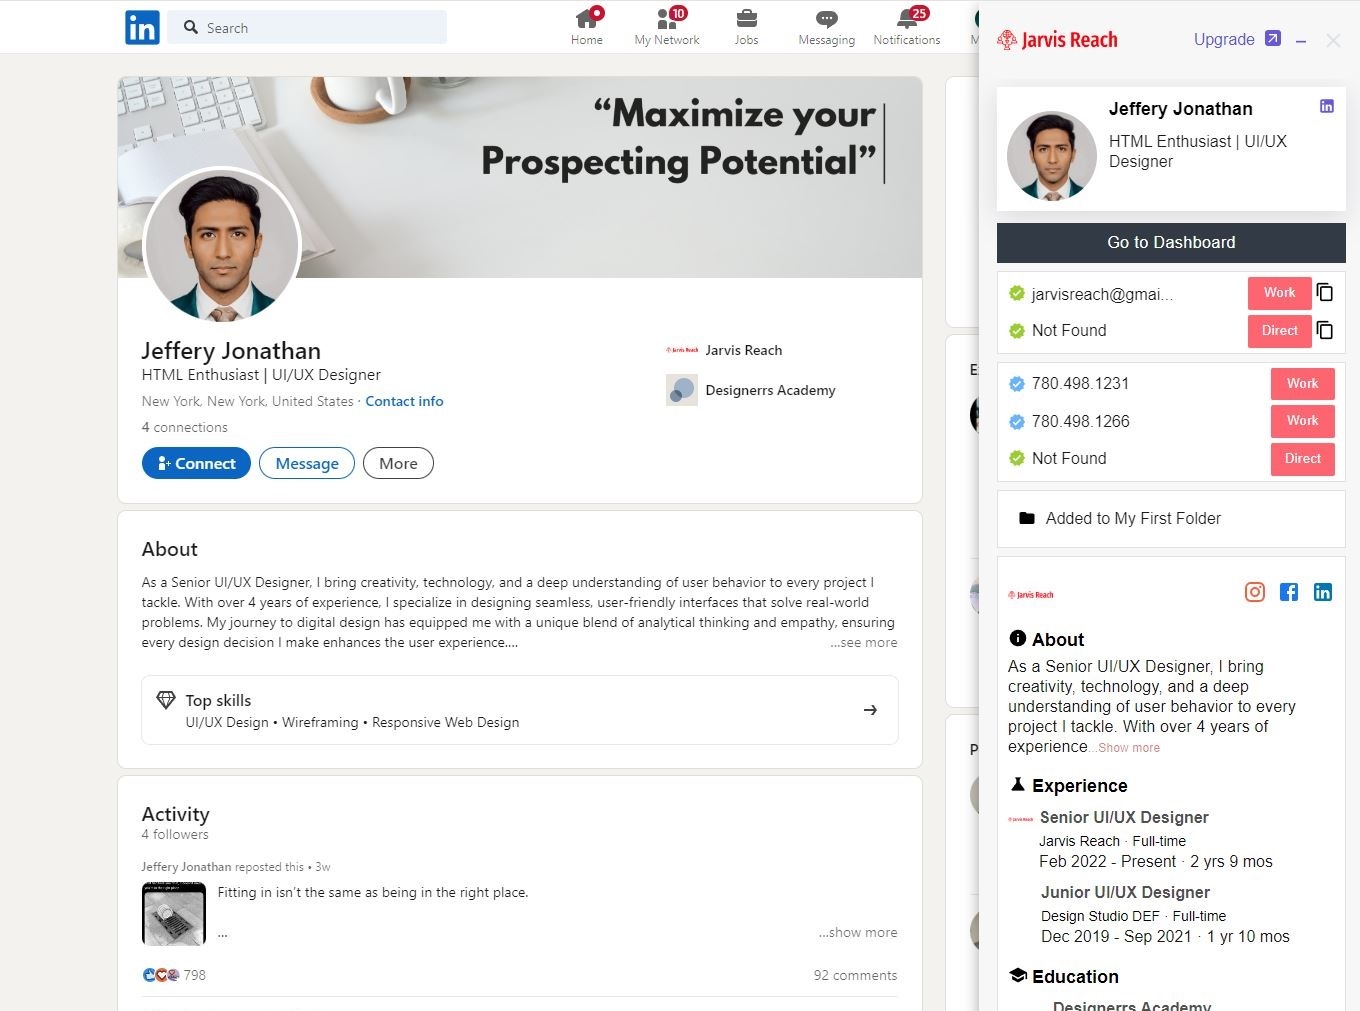 Search
Home
10
My Network
Jobs
Messaging
25
Notifications
M
“Maximize your
Prospecting Potential”
Jeffery Jonathan
HTML Enthusiast | UI/UX Designer
New York, New York, United States · Contact info
4 connections
Connect
Message
More
Jarvis Reach
Jarvis Reach
Designerrs Academy
About
As a Senior UI/UX Designer, I bring creativity, technology, and a deep understanding of user behavior to every project I
tackle. With over 4 years of experience, I specialize in designing seamless, user-friendly interfaces that solve real-world
problems. My journey to digital design has equipped me with a unique blend of analytical thinking and empathy, ensuring
every design decision I make enhances the user experience....
...see more
Top skills
UI/UX Design • Wireframing • Responsive Web Design
Activity
4 followers
Jeffery Jonathan reposted this • 3w
Fitting in isn't the same as being in the right place.
...
...show more
798
92 comments
E
P
in
Jarvis Reach
Upgrade
Jeffery Jonathan
HTML Enthusiast | UI/UX
Designer
Go to Dashboard
jarvisreach@gmai...
Work
Not Found
Direct
780.498.1231
Work
780.498.1266
Work
Not Found
Direct
Added to My First Folder
Jarvis Reach
About
As a Senior UI/UX Designer, I bring
creativity, technology, and a deep
understanding of user behavior to every
project I tackle. With over 4 years of
experience...Show more
Experience
Jarvis Reach
Senior UI/UX Designer
Jarvis Reach · Full-time
Feb 2022 - Present · 2 yrs 9 mos
Junior UI/UX Designer
Design Studio DEF · Full-time
Dec 2019 - Sep 2021 · 1 yr 10 mos
Education
Designerrs Academy